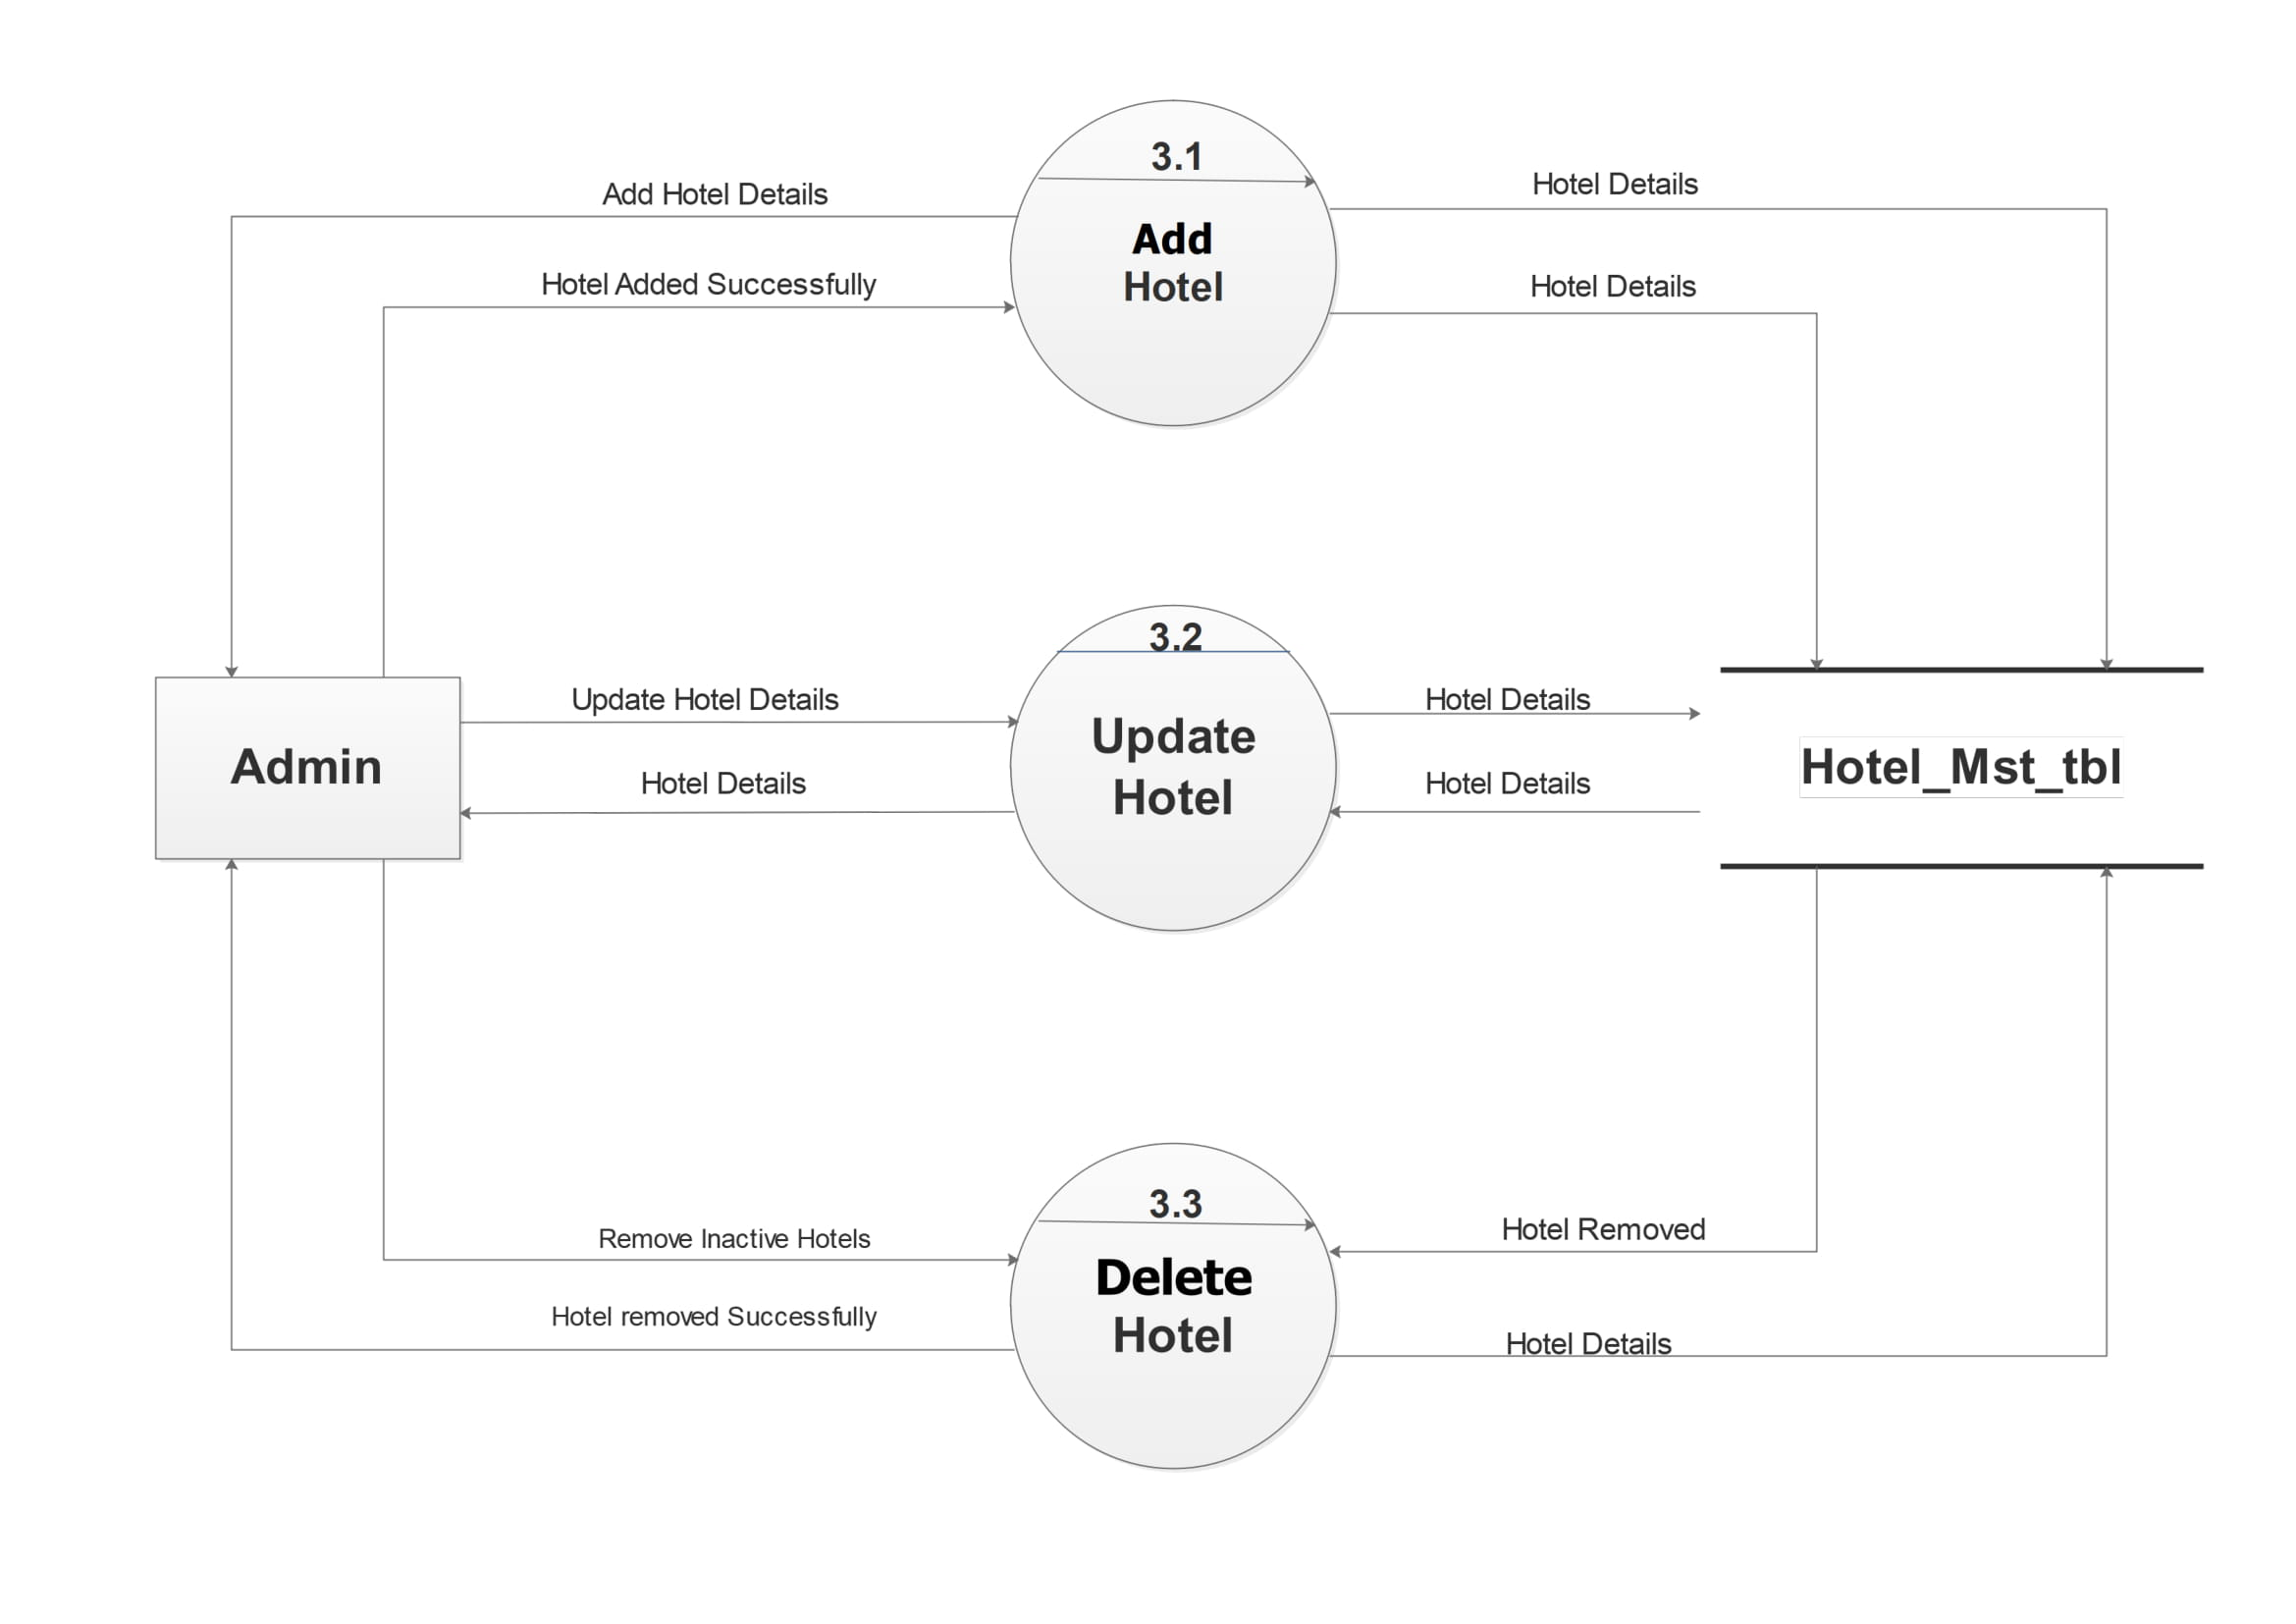 3.1
Add Hotel Details
Hotel Details
Add
Hotel
Hotel Added Successfully
Hotel Details
3.2
Update Hotel Details
Hotel Details
Update
Hotel
Admin
Hotel_Mst_tbl
Hotel Details
Hotel Details
3.3
Remove Inactive Hotels
Hotel Removed
Delete
Hotel
Hotel removed Successfully
Hotel Details